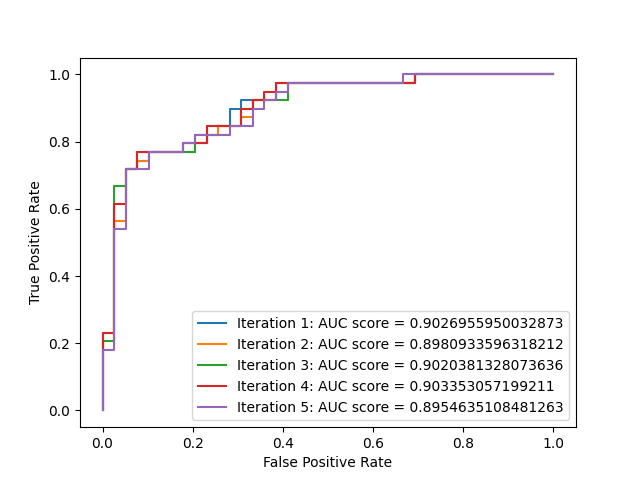 1.0
0.8
0.6
0.4
0.2
0.0
True Positive Rate
Iteration 1: AUC score = 0.9026955950032873
Iteration 2: AUC score = 0.8980933596318212
Iteration 3: AUC score = 0.9020381328073636
Iteration 4: AUC score = 0.903353057199211
Iteration 5: AUC score = 0.8954635108481263
0.0 0.2 0.4 0.6 0.8 1.0
False Positive Rate